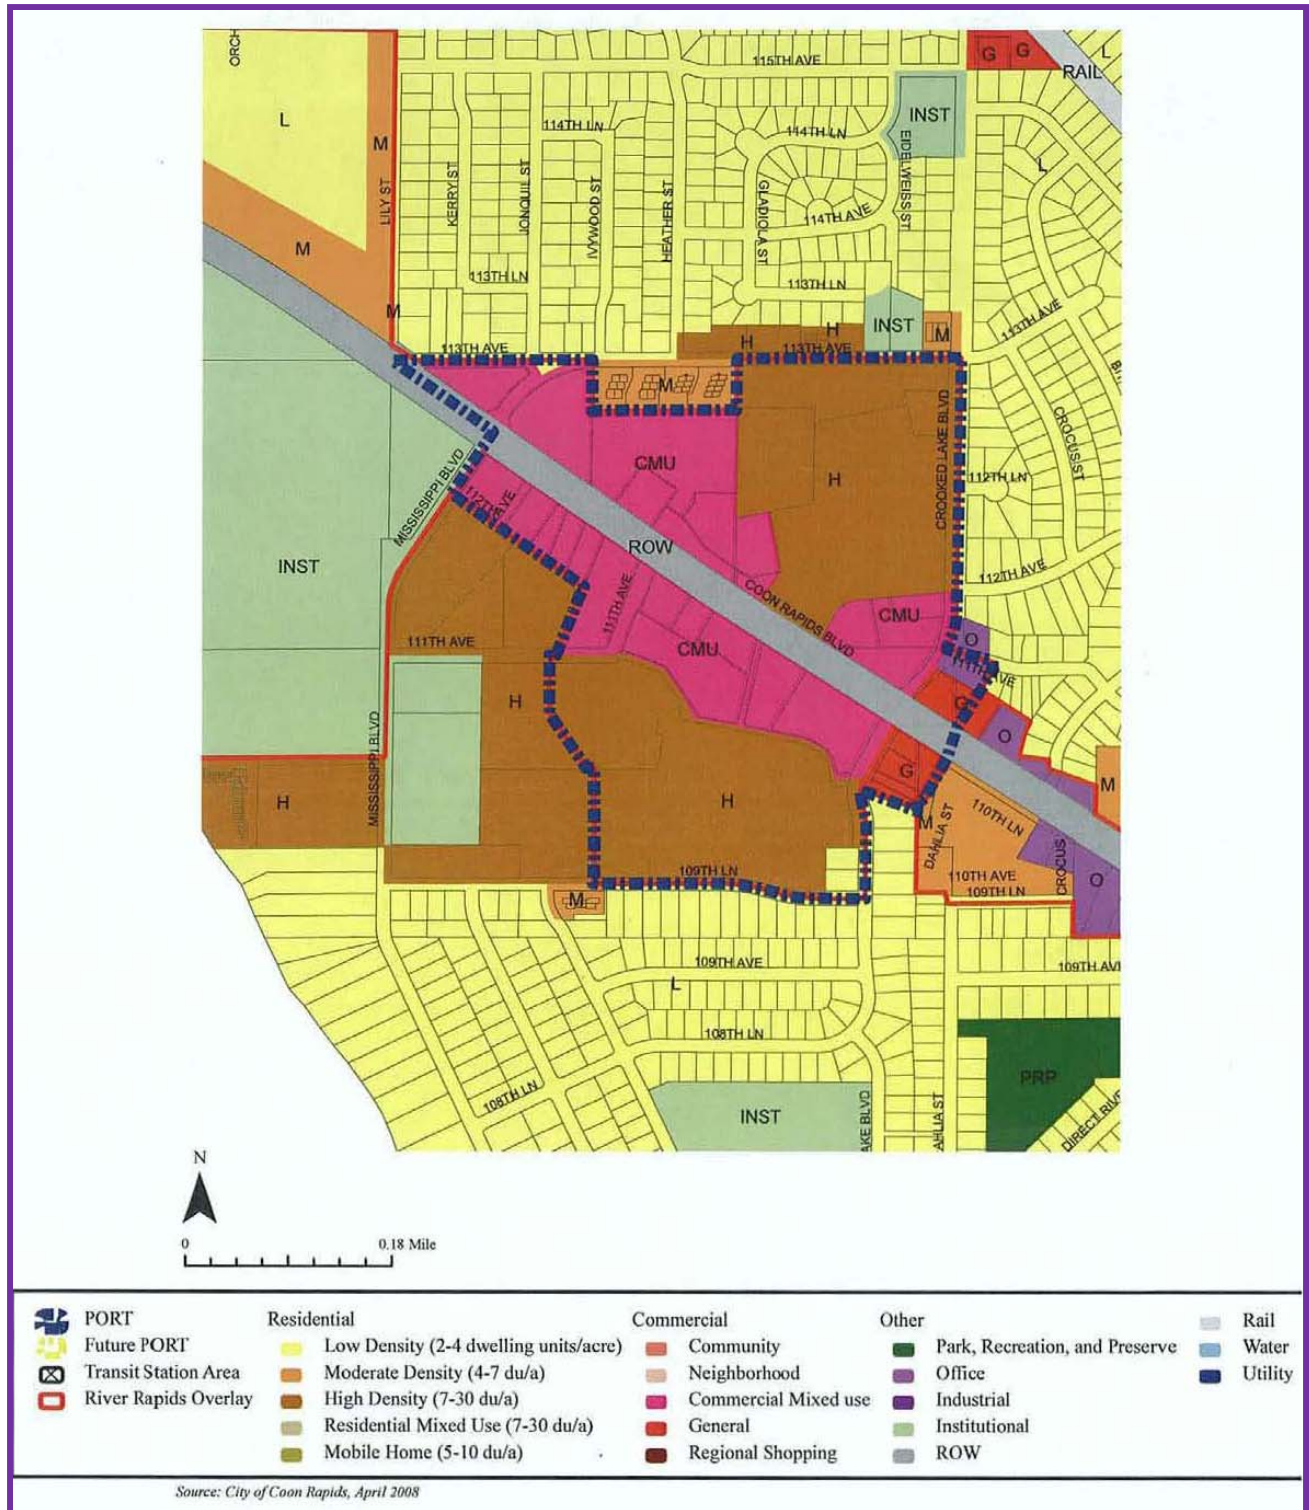 ORCH
115TH AVE
G
G
L
RAIL
L
INST
114TH LN
114TH LN
M
LILY ST
KERRY ST
JONQUIL ST
IVYWOOD ST
HEATHER ST
GLADIOLA ST
EIDELWEISS ST
L
114TH AVE
M
113TH LN
113TH LN
M
H
H
INST
M
113TH AVE
113TH AVE
113TH AVE
M
CROOKED LAKE BLVD
CROCUS ST
CMU
H
112TH LN
MISSISSIPPI BLVD
112TH AVE
ROW
INST
112TH AVE
111TH AVE
COON RAPIDS BLVD
CMU
111TH AVE
CMU
O
111TH AVE
H
G
O
MISSISSIPPI BLVD
G
M
H
H
M
DAHLIA ST
110TH LN
CROCUS
110TH AVE
109TH LN
109TH LN
O
M
109TH AVE
109TH AVE
L
108TH LN
PRP
108TH LN
INST
AKE BLVD
AHLIA ST
DIRECT RIVE
N
0 0.18 Mile
PORT
Future PORT
Transit Station Area
River Rapids Overlay
Residential
Low Density (2-4 dwelling units/acre)
Moderate Density (4-7 du/a)
High Density (7-30 du/a)
Residential Mixed Use (7-30 du/a)
Mobile Home (5-10 du/a)
Commercial
Community
Neighborhood
Commercial Mixed use
General
Regional Shopping
Other
Park, Recreation, and Preserve
Office
Industrial
Institutional
ROW
Rail
Water
Utility
Source: City of Coon Rapids, April 2008